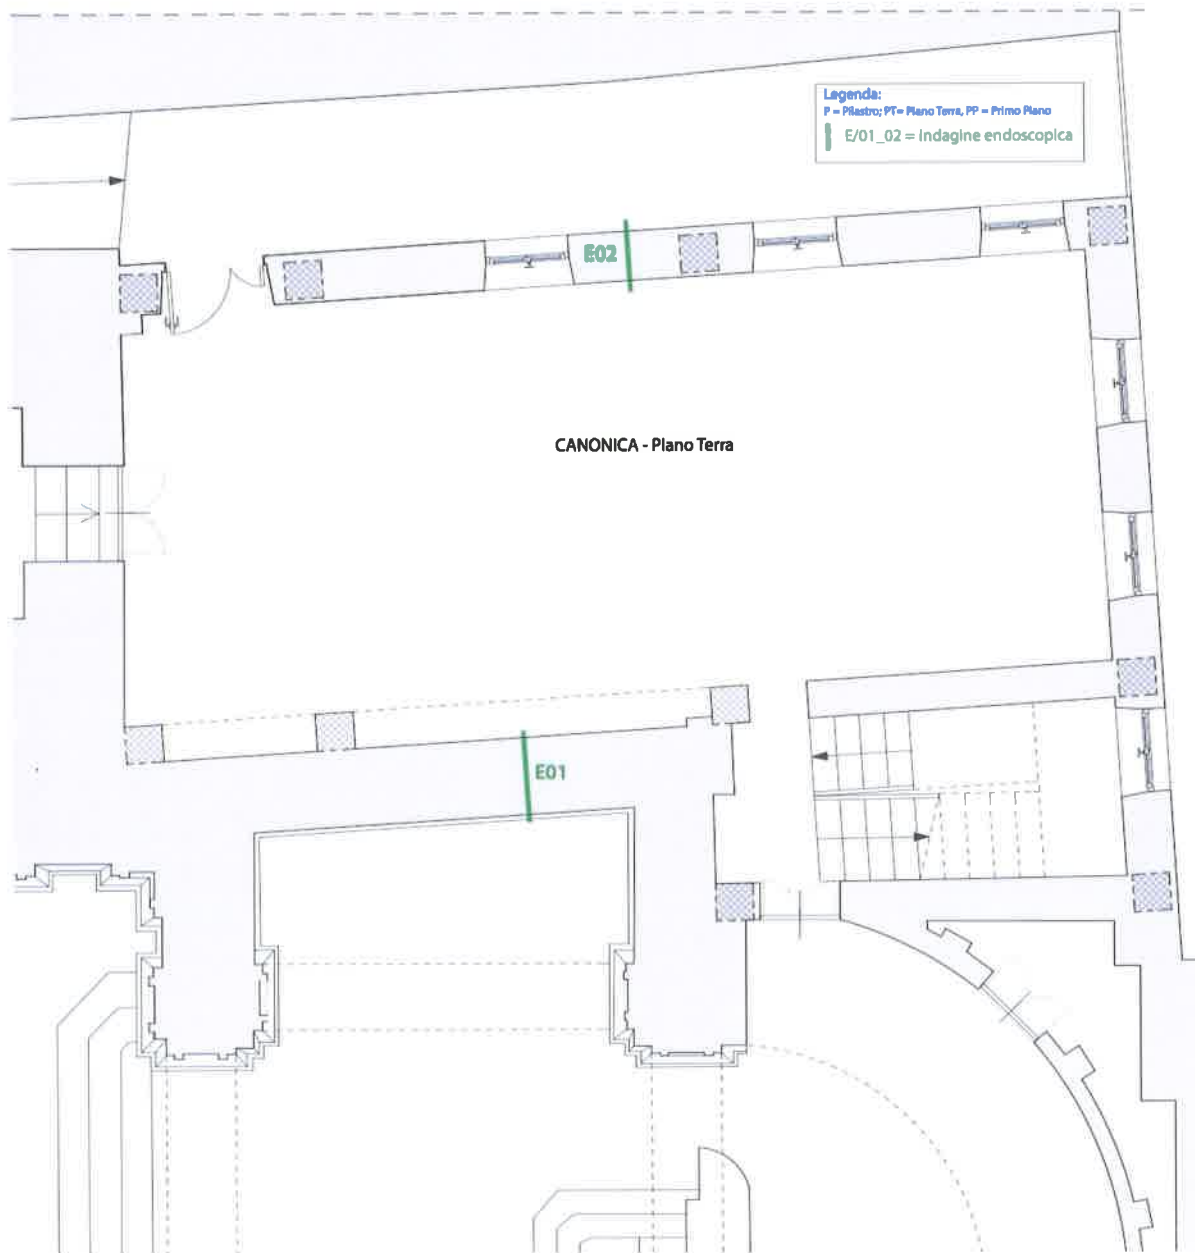 Legenda:
P = Pilastro; PT= Piano Terra, PP = Primo Piano
E/01_02 = indagine endoscopica
E02
CANONICA - Piano Terra
E01